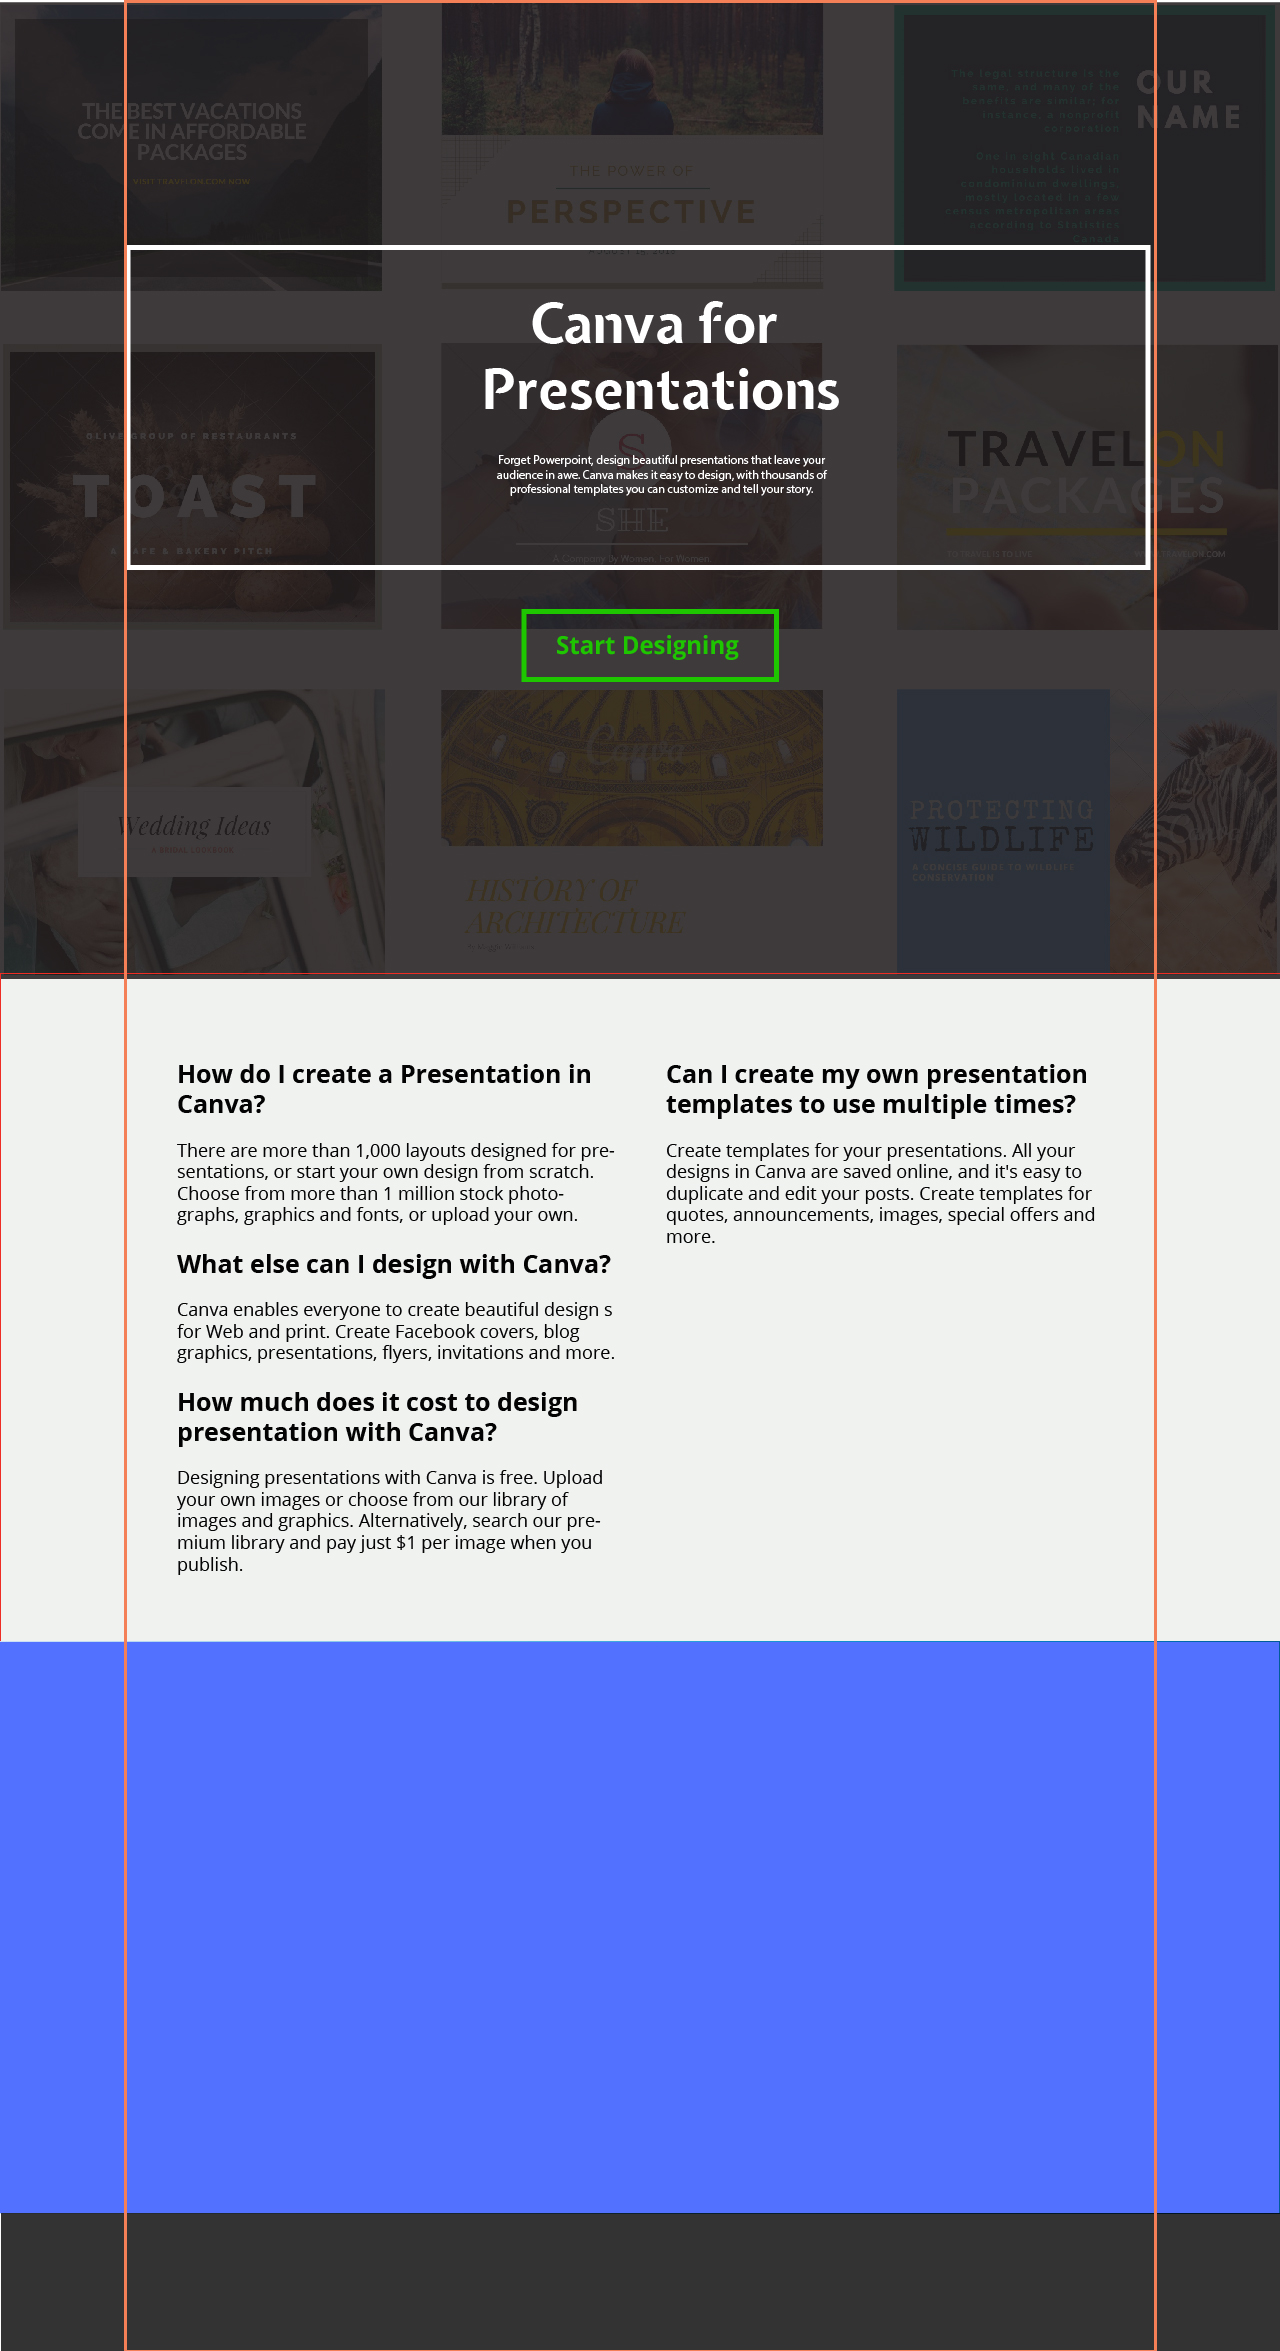 THE BEST VACATIONS
COME IN AFFORDABLE
PACKAGES
VISIT TRAVELON.COM NOW
THE POWER OF
PERSPECTIVE
The legal structure is the
same, and many of the
benefits are similar; for
instance, a nonprofit
corporation
One in eight Canadian
households lived in
condominium dwellings,
mostly located in a few
census metropolitan areas
according to Statistics
Canada
OUR
NAME
Canva for
Presentations
Forget Powerpoint, design beautiful presentations that leave your
audience in awe. Canva makes it easy to design, with thousands of
professional templates you can customize and tell your story.
OLIVE GROUP OF RESTAURANTS
TOAST
& CAFE & BAKERY PITCH
S
SHE
A Company By Women, For Women
TRAVELON
PACKAGES
TO TRAVEL IS TO LIVE
VISIT TRAVELON.COM
Start Designing
Wedding Ideas
A BRIDAL LOOKBOOK
Canva
HISTORY OF
ARCHITECTURE
PROTECTING
WILDLIFE
A CONCISE GUIDE TO WILDLIFE
CONSERVATION
How do I create a Presentation in
Canva?
There are more than 1,000 layouts designed for pre-
sentations, or start your own design from scratch.
Choose from more than 1 million stock photo-
graphs, graphics and fonts, or upload your own.
What else can I design with Canva?
Canva enables everyone to create beautiful design s
for Web and print. Create Facebook covers, blog
graphics, presentations, flyers, invitations and more.
How much does it cost to design
presentation with Canva?
Designing presentations with Canva is free. Upload
your own images or choose from our library of
images and graphics. Alternatively, search our pre-
mium library and pay just $1 per image when you
publish.
Can I create my own presentation
templates to use multiple times?
Create templates for your presentations. All your
designs in Canva are saved online, and it's easy to
duplicate and edit your posts. Create templates for
quotes, announcements, images, special offers and
more.